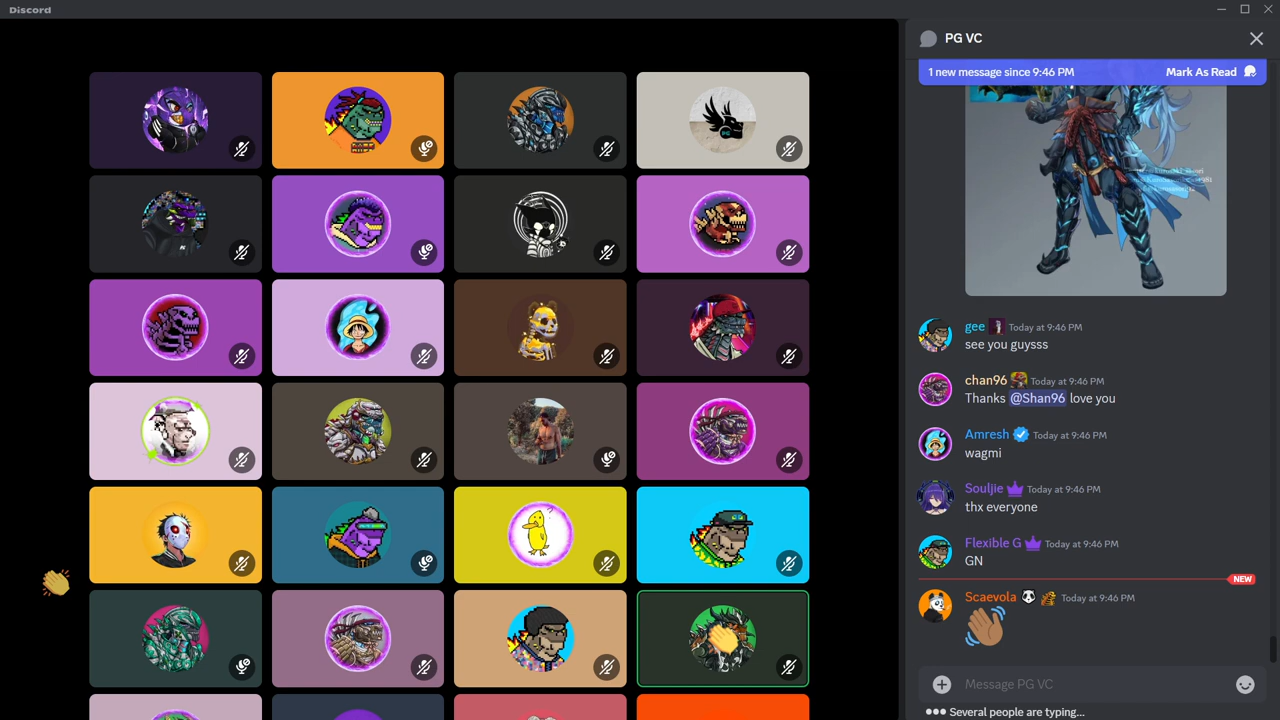 Discord
PG VC
1 new message since 9:46 PM
Mark As Read
gee Today at 9:46 PM
see you guysss
chan96 Today at 9:46 PM
Thanks @Shan96 love you
Amresh Today at 9:46 PM
wagmi
Souljie Today at 9:46 PM
thx everyone
Flexible G Today at 9:46 PM
GN
NEW
Scaevola Today at 9:46 PM
Message PG VC
Several people are typing...